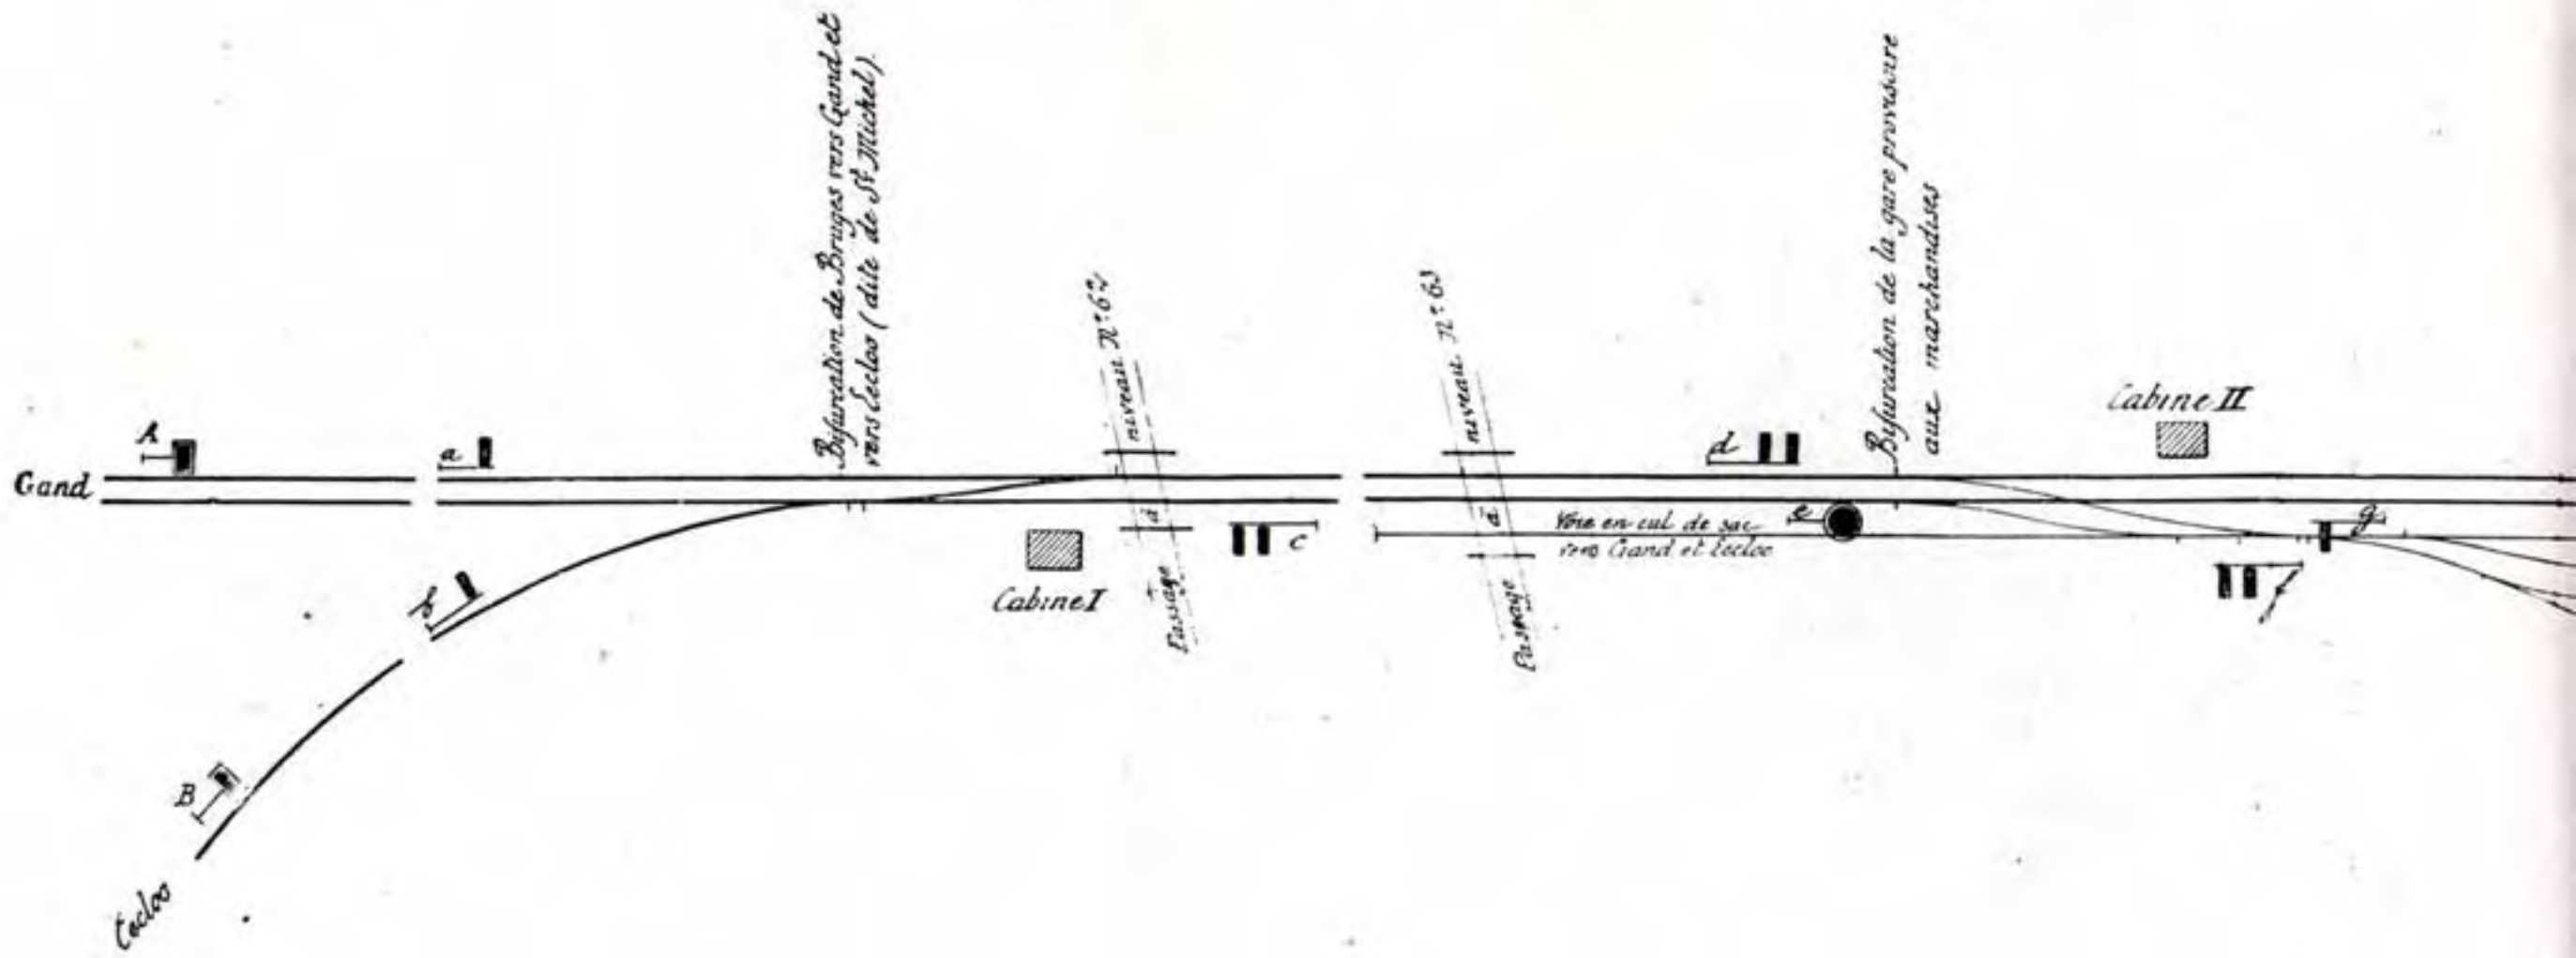 Bifurcation de Bruges vers Gand et
vers Eecloo (dite de St Michel).
Bifurcation de la gare provisoire
aux marchandises
Passage à niveau N° 62
Passage à niveau N° 63
Cabine II
A
a
d
Gand
e
g
Voie en cul de sac
vers Gand et Eecloo
c
Cabine I
b
f
B
Eecloo